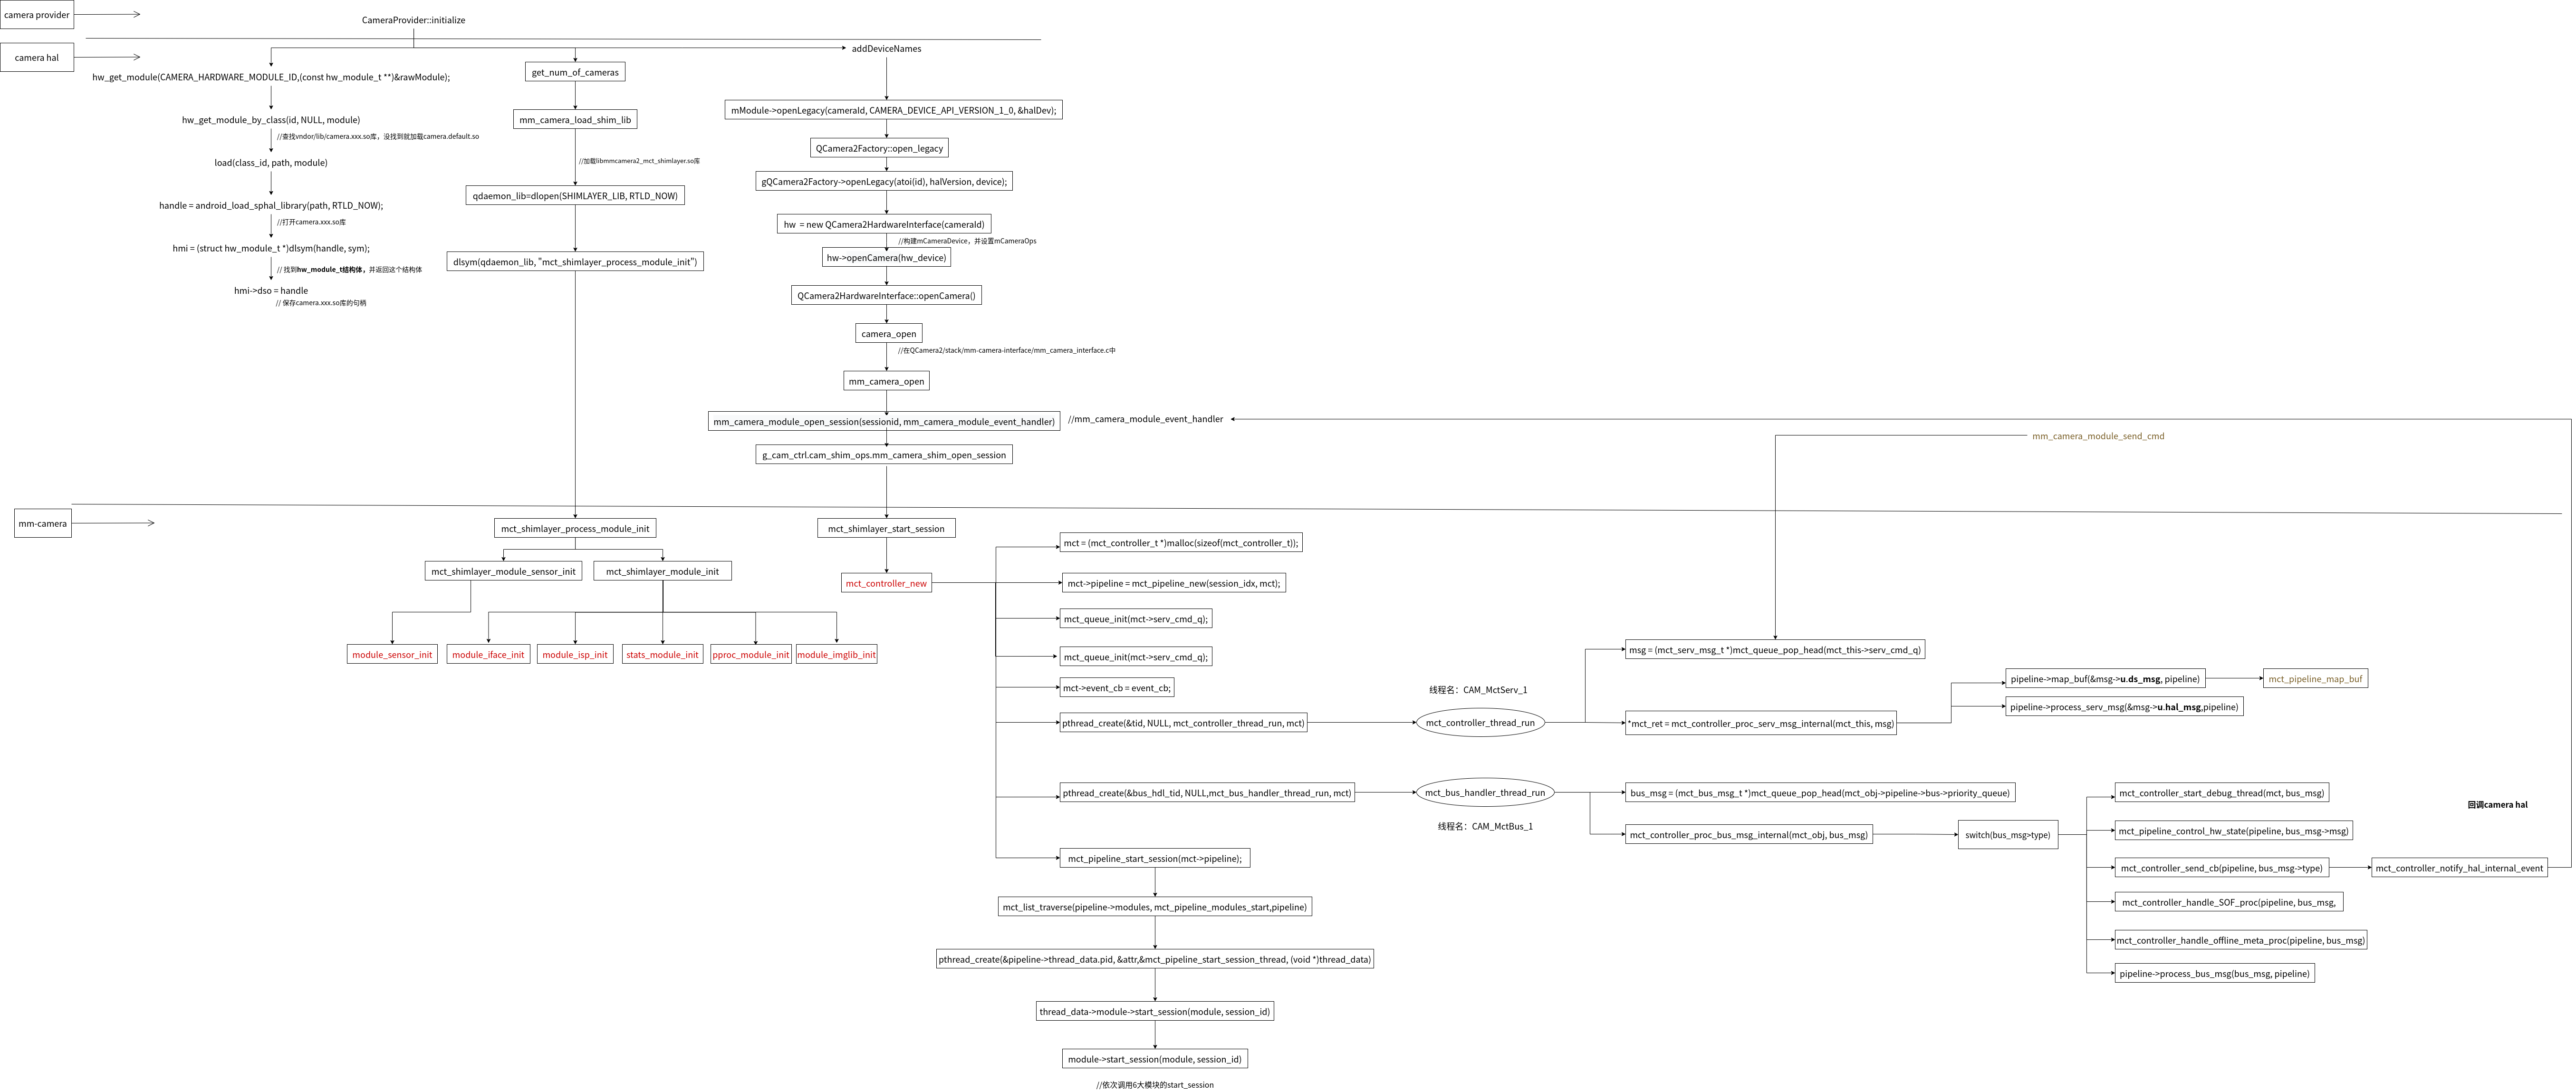 camera provider
CameraProvider::initialize
camera hal
addDeviceNames
hw_get_module(CAMERA_HARDWARE_MODULE_ID,(const hw_module_t **)&rawModule);
hw_get_module_by_class(id, NULL, module)
//查找vndor/lib/camera.xxx.so库，没找到就加载camera.default.so
load(class_id, path, module)
handle = android_load_sphal_library(path, RTLD_NOW);
//打开camera.xxx.so库
hmi = (struct hw_module_t *)dlsym(handle, sym);
// 找到hw_module_t结构体，并返回这个结构体
hmi->dso = handle
// 保存camera.xxx.so库的句柄
get_num_of_cameras
mm_camera_load_shim_lib
//加载libmmcamera2_mct_shimlayer.so库
qdaemon_lib=dlopen(SHIMLAYER_LIB, RTLD_NOW)
dlsym(qdaemon_lib, "mct_shimlayer_process_module_init")
mModule->openLegacy(cameraId, CAMERA_DEVICE_API_VERSION_1_0, &halDev);
QCamera2Factory::open_legacy
gQCamera2Factory->openLegacy(atoi(id), halVersion, device);
hw = new QCamera2HardwareInterface(cameraId)
//构建mCameraDevice，并设置mCameraOps
hw->openCamera(hw_device)
QCamera2HardwareInterface::openCamera()
camera_open
//在QCamera2/stack/mm-camera-interface/mm_camera_interface.c中
mm_camera_open
mm_camera_module_open_session(sessionid, mm_camera_module_event_handler)
//mm_camera_module_event_handler
g_cam_ctrl.cam_shim_ops.mm_camera_shim_open_session
mm_camera_module_send_cmd
mm-camera
mct_shimlayer_process_module_init
mct_shimlayer_module_sensor_init
mct_shimlayer_module_init
module_sensor_init
module_iface_init
module_isp_init
stats_module_init
pproc_module_init
module_imglib_init
mct_shimlayer_start_session
mct_controller_new
mct = (mct_controller_t *)malloc(sizeof(mct_controller_t));
mct->pipeline = mct_pipeline_new(session_idx, mct);
mct_queue_init(mct->serv_cmd_q);
mct_queue_init(mct->serv_cmd_q);
mct->event_cb = event_cb;
pthread_create(&tid, NULL, mct_controller_thread_run, mct)
线程名：CAM_MctServ_1
mct_controller_thread_run
msg = (mct_serv_msg_t *)mct_queue_pop_head(mct_this->serv_cmd_q)
*mct_ret = mct_controller_proc_serv_msg_internal(mct_this, msg)
pipeline->map_buf(&msg->u.ds_msg, pipeline)
mct_pipeline_map_buf
pipeline->process_serv_msg(&msg->u.hal_msg,pipeline)
pthread_create(&bus_hdl_tid, NULL,mct_bus_handler_thread_run, mct)
mct_bus_handler_thread_run
线程名：CAM_MctBus_1
bus_msg = (mct_bus_msg_t *)mct_queue_pop_head(mct_obj->pipeline->bus->priority_queue)
mct_controller_proc_bus_msg_internal(mct_obj, bus_msg)
switch(bus_msg>type)
mct_controller_start_debug_thread(mct, bus_msg)
回调camera hal
mct_pipeline_control_hw_state(pipeline, bus_msg->msg)
mct_controller_send_cb(pipeline, bus_msg->type)
mct_controller_notify_hal_internal_event
mct_controller_handle_SOF_proc(pipeline, bus_msg,
mct_controller_handle_offline_meta_proc(pipeline, bus_msg)
pipeline->process_bus_msg(bus_msg, pipeline)
mct_pipeline_start_session(mct->pipeline);
mct_list_traverse(pipeline->modules, mct_pipeline_modules_start,pipeline)
pthread_create(&pipeline->thread_data.pid, &attr,&mct_pipeline_start_session_thread, (void *)thread_data)
thread_data->module->start_session(module, session_id)
module->start_session(module, session_id)
//依次调用6大模块的start_session